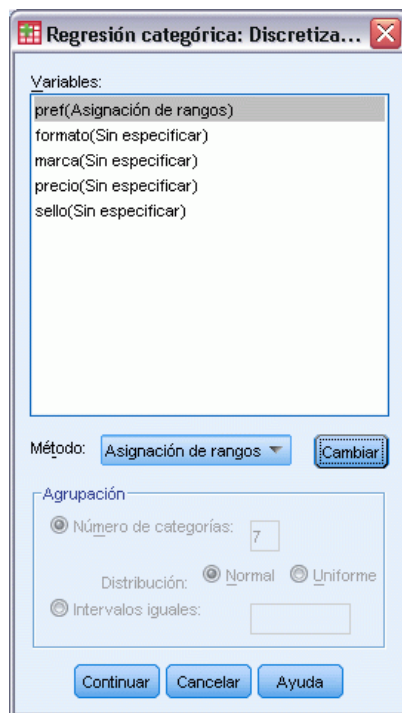 Regresión categórica: Discretiza...
Variables:
pref(Asignación de rangos)
formato(Sin especificar)
marca(Sin especificar)
precio(Sin especificar)
sello(Sin especificar)
Método: Asignación de rangos Cambiar
Agrupación
Número de categorías: 7
Distribución: Normal Uniforme
Intervalos iguales:
Continuar Cancelar Ayuda